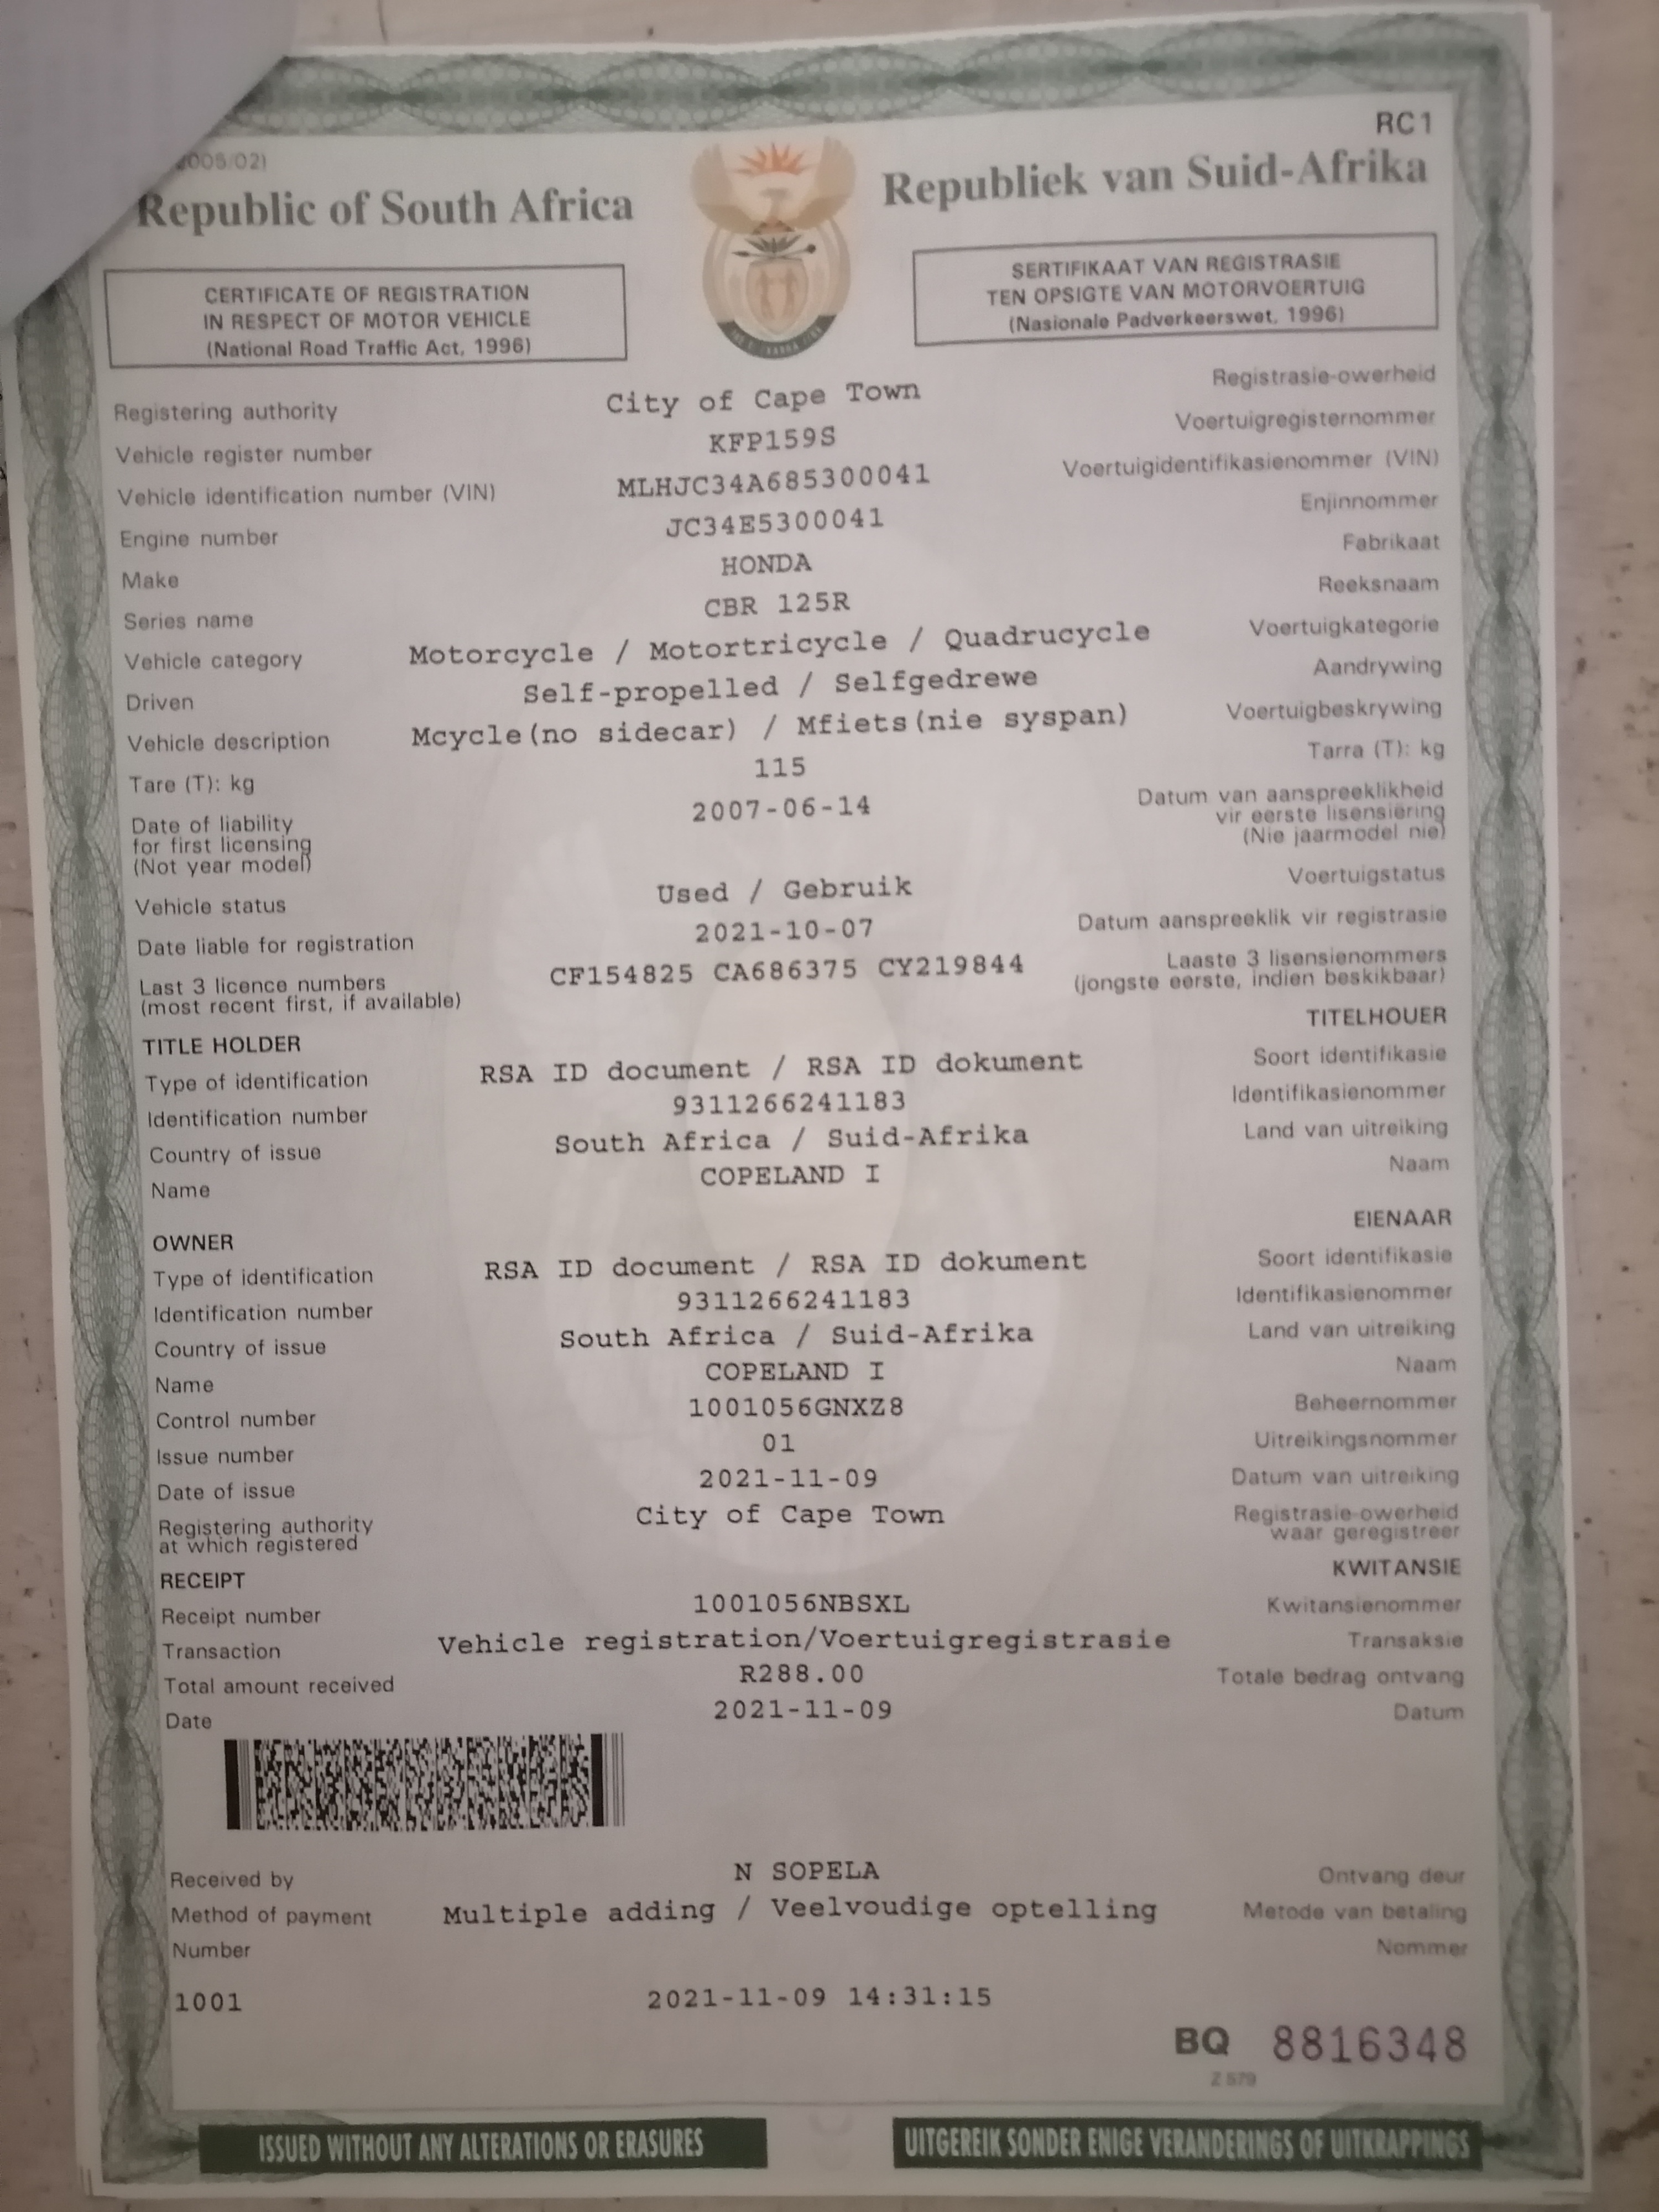 RC1
005/02)
Republic of South Africa
Republiek van Suid-Afrika
CERTIFICATE OF REGISTRATION
IN RESPECT OF MOTOR VEHICLE
(National Road Traffic Act, 1996)
SERTIFIKAAT VAN REGISTRASIE
TEN OPSIGTE VAN MOTORVOERTUIG
(Nasionale Padverkeerswet, 1996)
Registering authority City of Cape Town Registrasie-owerheid
Vehicle register number KFP159S Voertuigregisternommer
Vehicle identification number (VIN) MLHJC34A685300041 Voertuigidentifikasienommer (VIN)
Engine number JC34E5300041 Enjinnommer
Make HONDA Fabrikaat
Series name CBR 125R Reeksnaam
Vehicle category Motorcycle / Motortricycle / Quadrucycle Voertuigkategorie
Driven Self-propelled / Selfgedrewe Aandrywing
Vehicle description Mcycle(no sidecar) / Mfiets(nie syspan) Voertuigbeskrywing
Tare (T): kg 115 Tarra (T): kg
Date of liability 2007-06-14 Datum van aanspreeklikheid
for first licensing vir eerste lisensiëring
(Not year model) (Nie jaarmodel nie)
Vehicle status Used / Gebruik Voertuigstatus
Date liable for registration 2021-10-07 Datum aanspreeklik vir registrasie
Last 3 licence numbers CF154825 CA686375 CY219844 Laaste 3 lisensienommers
(most recent first, if available) (jongste eerste, indien beskikbaar)
TITLE HOLDER TITELHOUER
Type of identification RSA ID document / RSA ID dokument Soort identifikasie
Identification number 9311266241183 Identifikasienommer
Country of issue South Africa / Suid-Afrika Land van uitreiking
Name COPELAND I Naam
OWNER EIENAAR
Type of identification RSA ID document / RSA ID dokument Soort identifikasie
Identification number 9311266241183 Identifikasienommer
Country of issue South Africa / Suid-Afrika Land van uitreiking
Name COPELAND I Naam
Control number 1001056GNXZ8 Beheernommer
Issue number 01 Uitreikingsnommer
Date of issue 2021-11-09 Datum van uitreiking
Registering authority City of Cape Town Registrasie-owerheid
at which registered waar geregistreer
RECEIPT KWITANSIE
Receipt number 1001056NBSXL Kwitansienommer
Transaction Vehicle registration/Voertuigregistrasie Transaksie
Total amount received R288.00 Totale bedrag ontvang
Date 2021-11-09 Datum
Received by N SOPELA Ontvang deur
Method of payment Multiple adding / Veelvoudige optelling Metode van betaling
Number Nommer
1001 2021-11-09 14:31:15
BQ 8816348
Z 579
ISSUED WITHOUT ANY ALTERATIONS OR ERASURES
UITGEREIK SONDER ENIGE VERANDERINGS OF UITKRAPPINGS